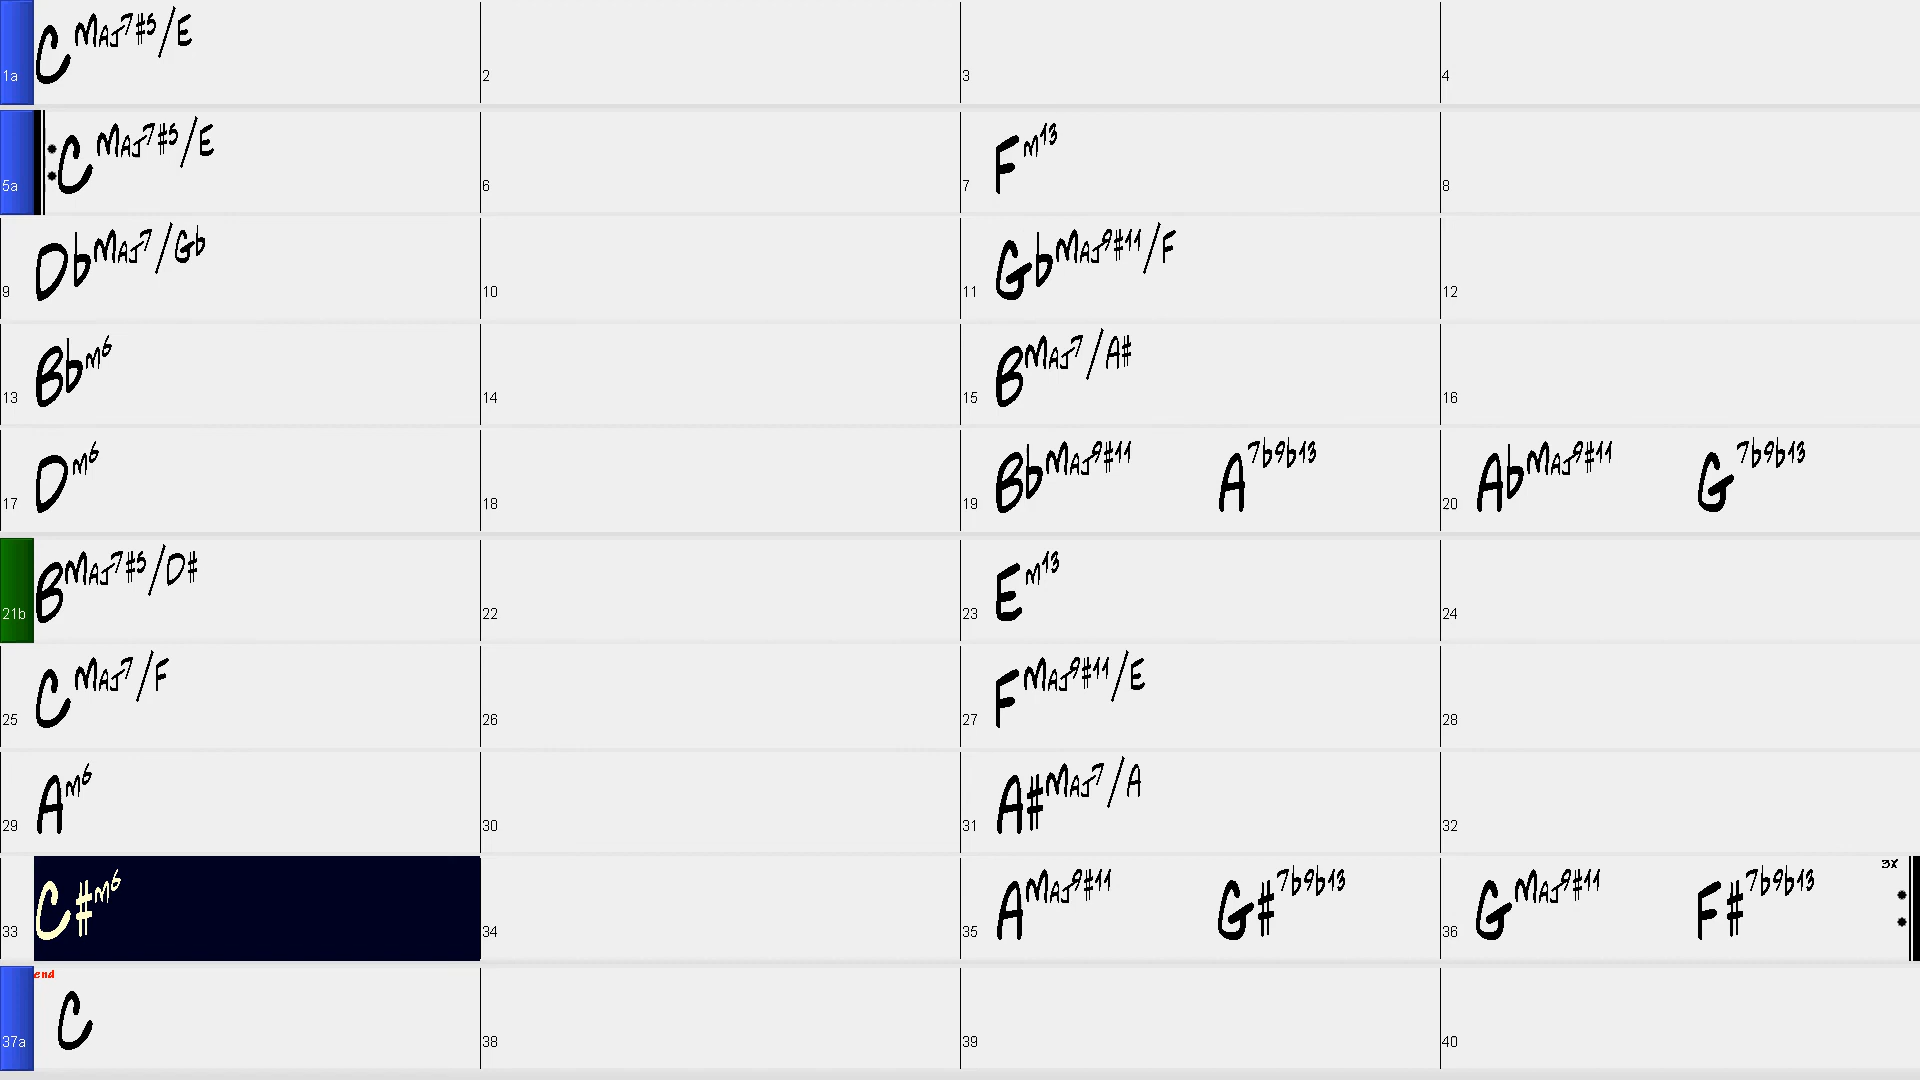 CMaj7#5/E
1a 2 3 4
CMaj7#5/E Fm13
5a 6 7 8
DbMaj7/Gb GbMaj9#11/F
9 10 11 12
Bbm6 BMaj7/A#
13 14 15 16
Dm6 BbMaj9#11 A7b9b13 AbMaj9#11 G7b9b13
17 18 19 20
BMaj7#5/D# Em13
21b 22 23 24
CMaj7/F FMaj9#11/E
25 26 27 28
Am6 A#Maj7/A
29 30 31 32
3x
C#m6 AMaj9#11 G#7b9b13 GMaj9#11 F#7b9b13
33 34 35 36
end
C
37a 38 39 40